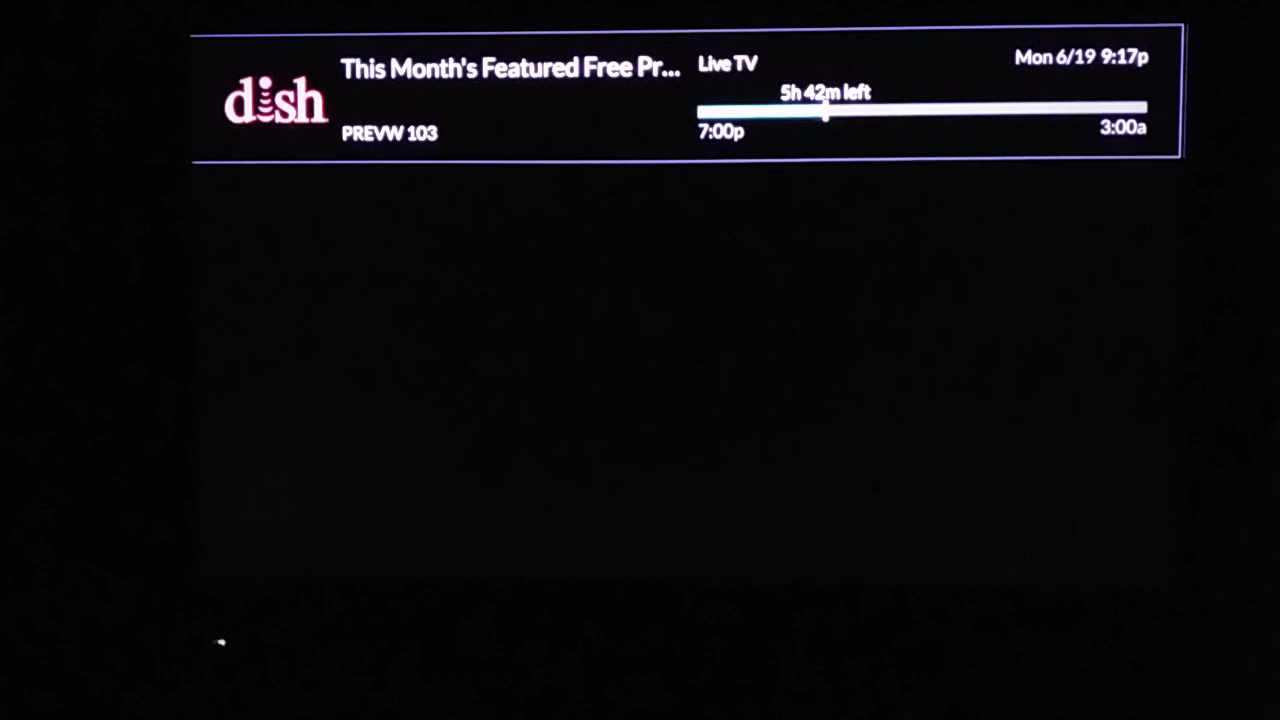 dish
This Month's Featured Free Pr...
PREVW 103
Live TV
Mon 6/19 9:17p
5h 42m left
7:00p
3:00a